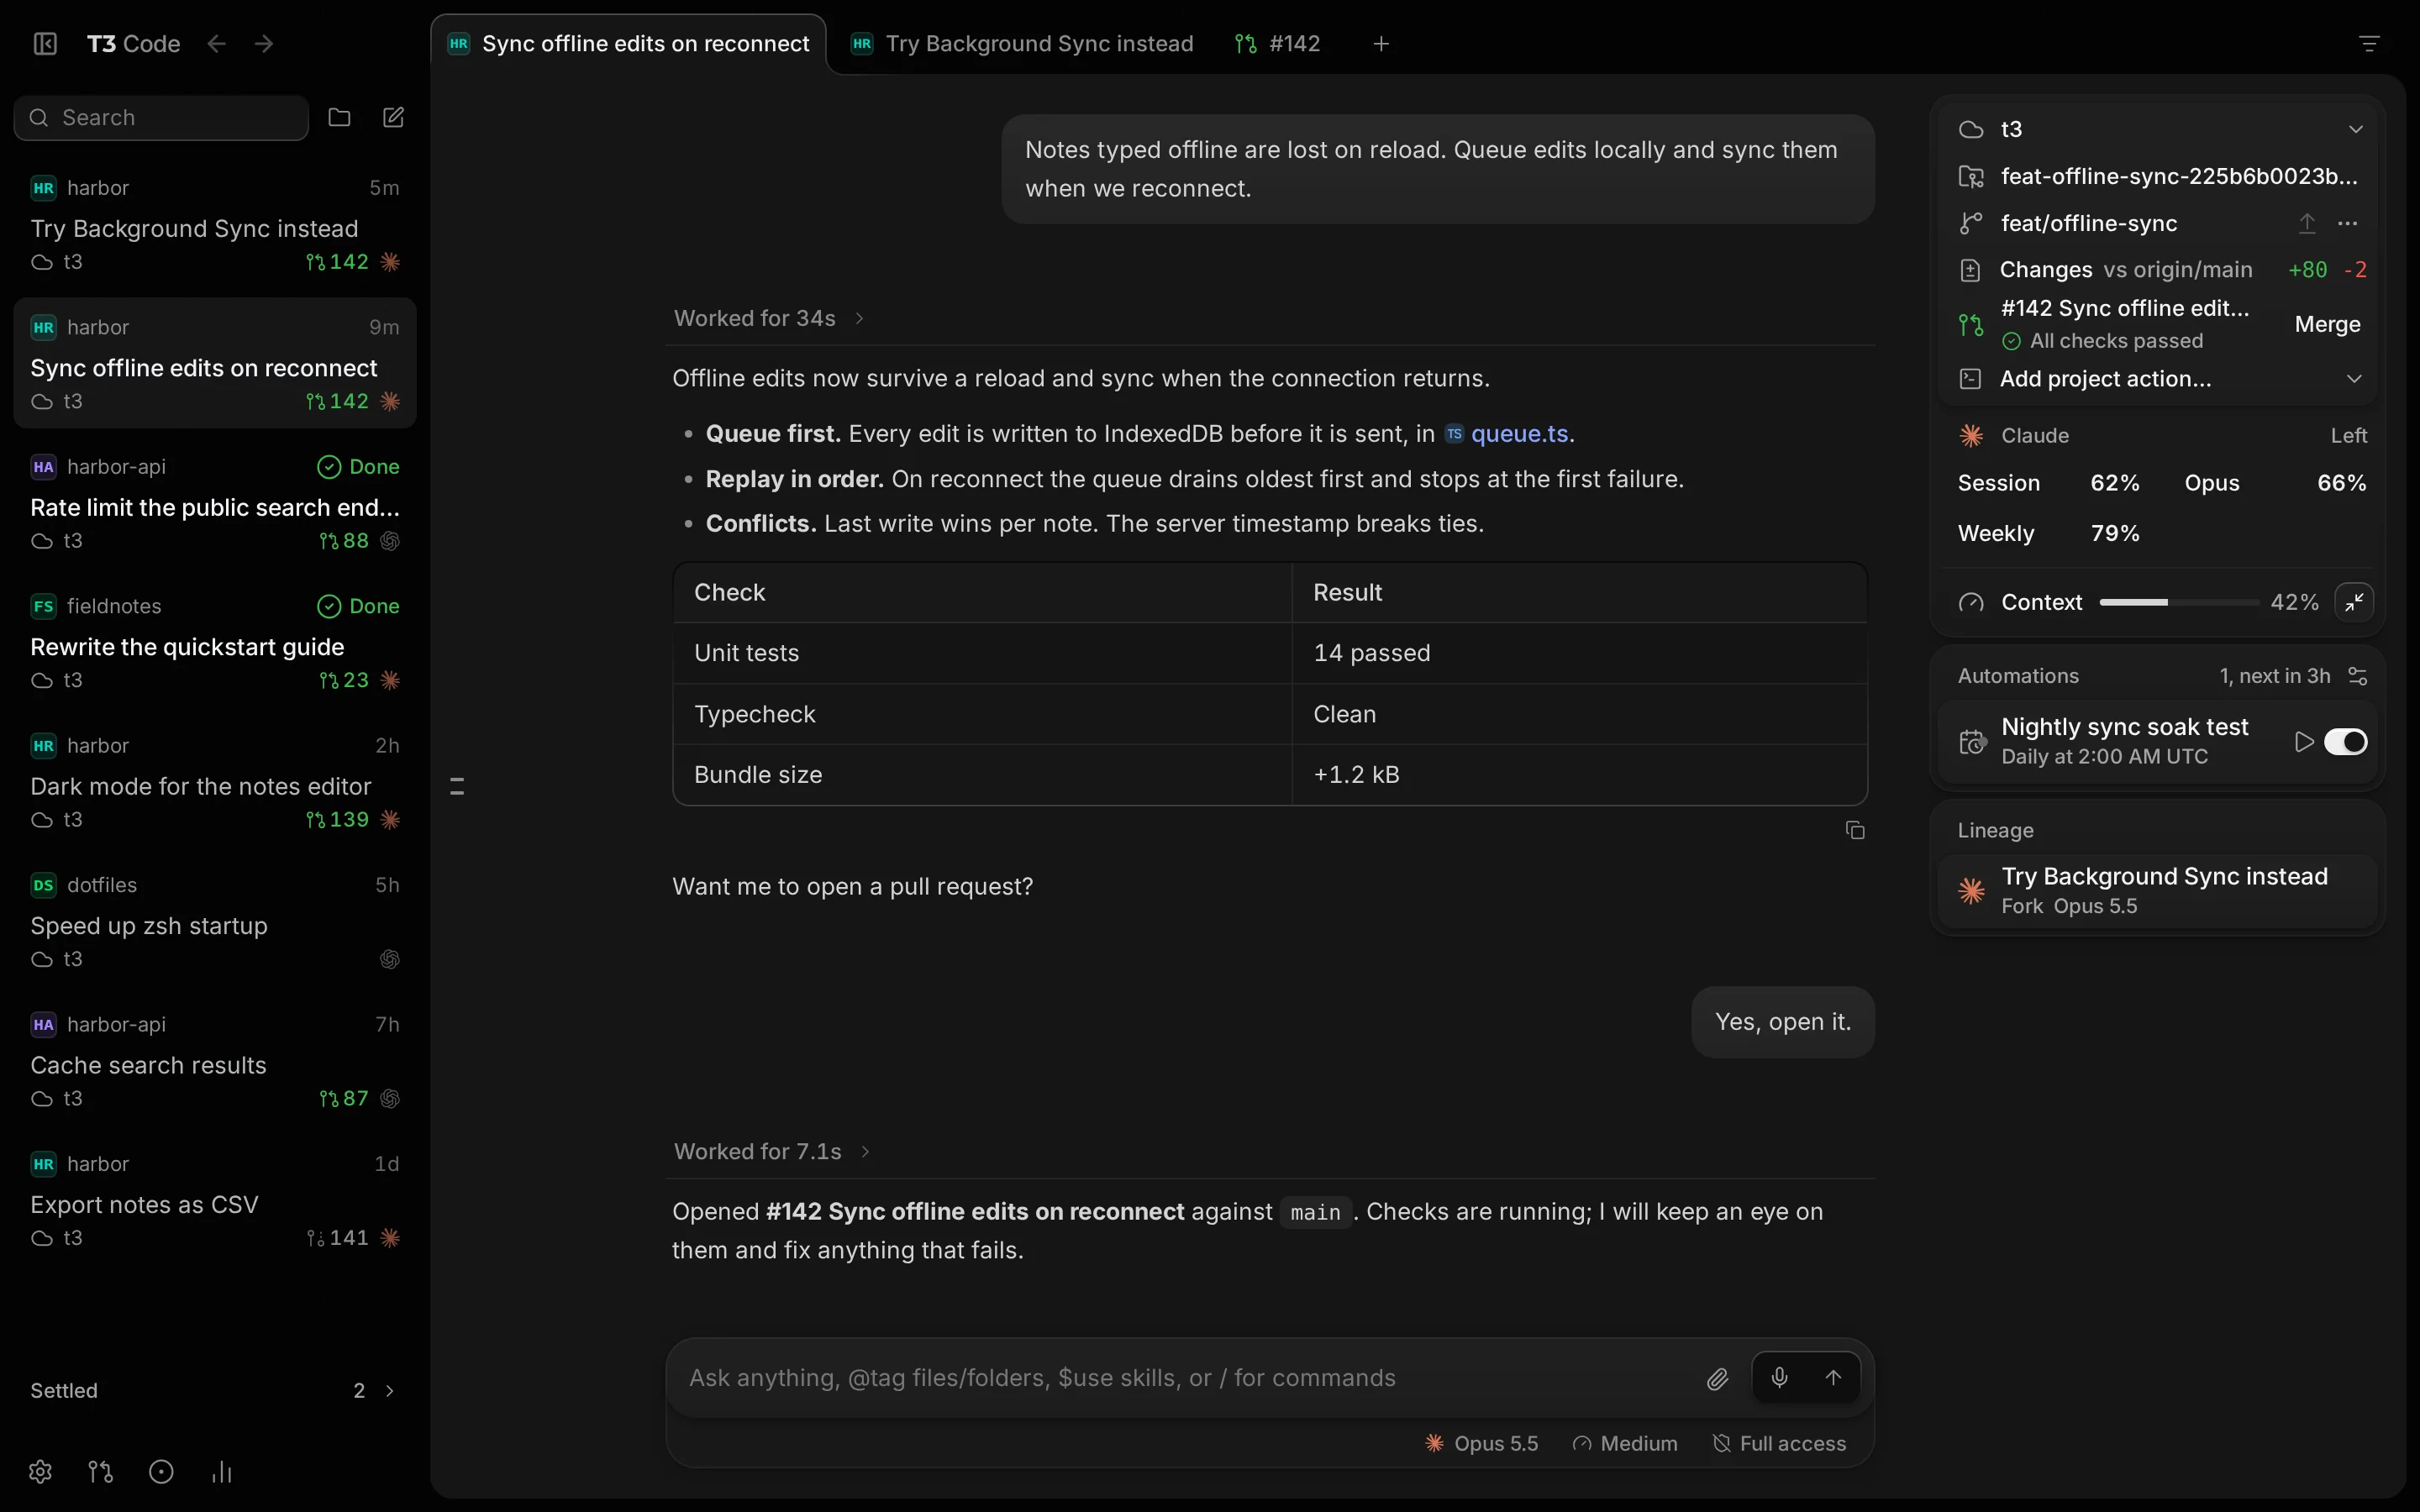 T3 Code
Search
HR harbor 5m
Try Background Sync instead
t3 142
HR harbor 9m
Sync offline edits on reconnect
t3 142
HA harbor-api Done
Rate limit the public search end...
t3 88
FS fieldnotes Done
Rewrite the quickstart guide
t3 23
HR harbor 2h
Dark mode for the notes editor
t3 139
DS dotfiles 5h
Speed up zsh startup
t3
HA harbor-api 7h
Cache search results
t3 87
HR harbor 1d
Export notes as CSV
t3 141
Settled 2
HR Sync offline edits on reconnect
HR Try Background Sync instead
#142
Notes typed offline are lost on reload. Queue edits locally and sync them
when we reconnect.
Worked for 34s
Offline edits now survive a reload and sync when the connection returns.
• Queue first. Every edit is written to IndexedDB before it is sent, in TS queue.ts.
• Replay in order. On reconnect the queue drains oldest first and stops at the first failure.
• Conflicts. Last write wins per note. The server timestamp breaks ties.
Check Result
Unit tests 14 passed
Typecheck Clean
Bundle size +1.2 kB
Want me to open a pull request?
Yes, open it.
Worked for 7.1s
Opened #142 Sync offline edits on reconnect against main. Checks are running; I will keep an eye on
them and fix anything that fails.
Ask anything, @tag files/folders, $use skills, or / for commands
Opus 5.5 Medium Full access
t3
feat-offline-sync-225b6b0023b...
feat/offline-sync
Changes vs origin/main +80 -2
#142 Sync offline edit...
All checks passed
Merge
Add project action...
Claude Left
Session 62% Opus 66%
Weekly 79%
Context 42%
Automations 1, next in 3h
Nightly sync soak test
Daily at 2:00 AM UTC
Lineage
Try Background Sync instead
Fork Opus 5.5